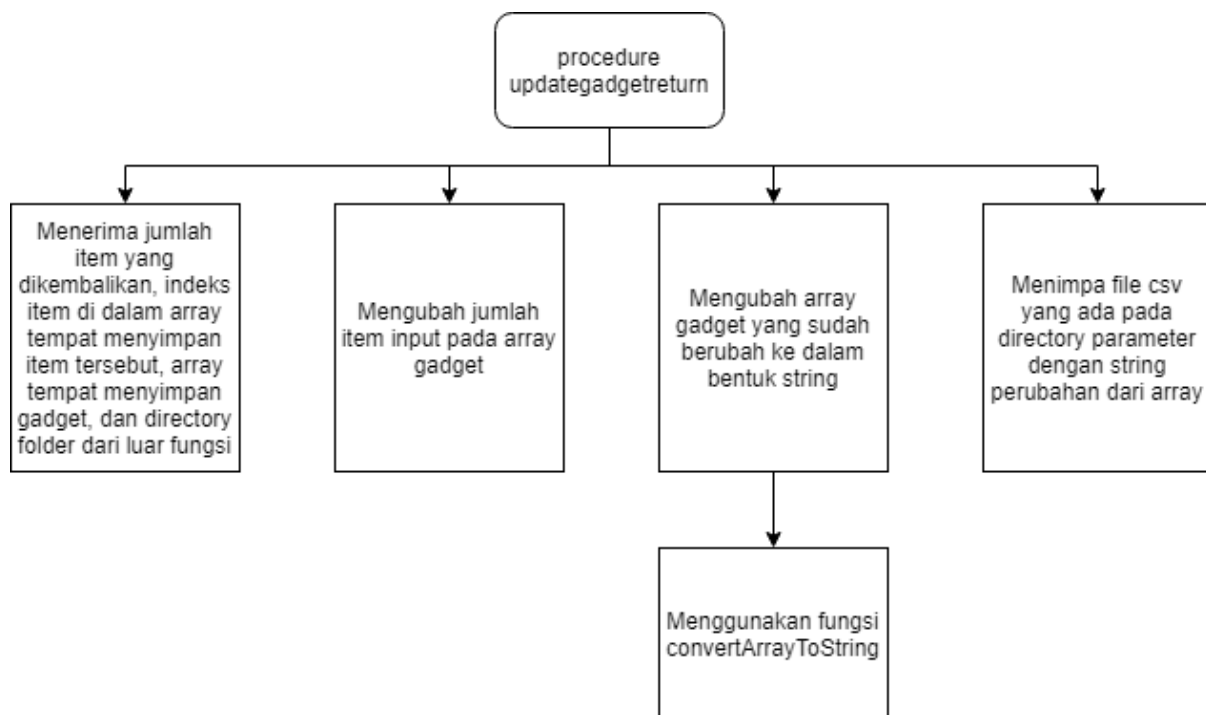 procedure
updategadgetreturn
Menerima jumlah
item yang
dikembalikan, indeks
item di dalam array
tempat menyimpan
item tersebut, array
tempat menyimpan
gadget, dan directory
folder dari luar fungsi
Mengubah jumlah
item input pada array
gadget
Mengubah array
gadget yang sudah
berubah ke dalam
bentuk string
Menimpa file csv
yang ada pada
directory parameter
dengan string
perubahan dari array
Menggunakan fungsi
convertArrayToString